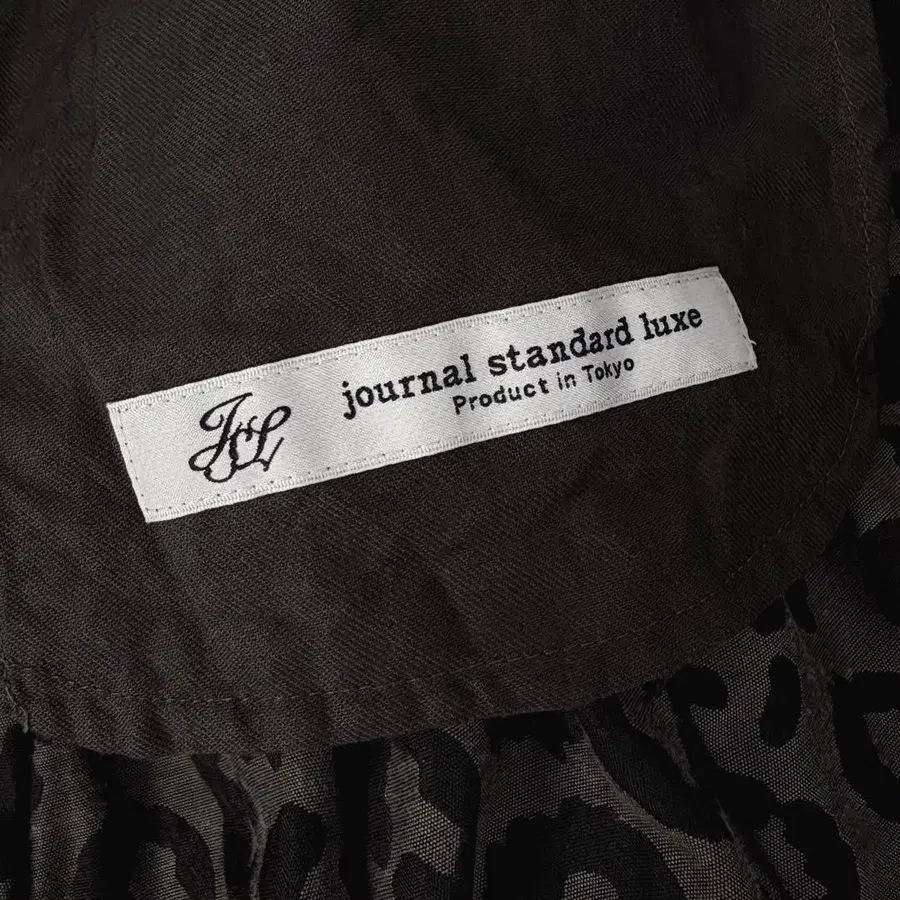 JSL
journal standard luxe
Product in Tokyo